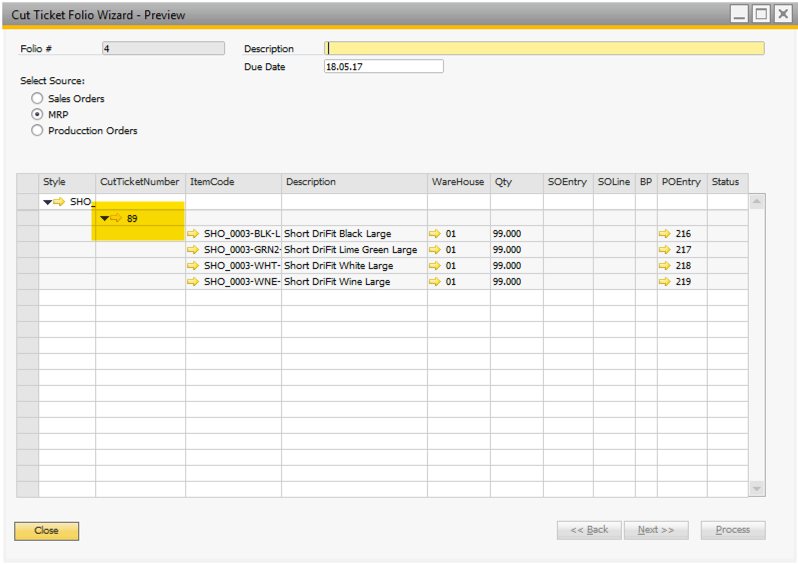 Cut Ticket Folio Wizard - Preview
Folio # 4 Description
Due Date 18.05.17
Select Source:
Sales Orders
MRP
Producction Orders
Style CutTicketNumber ItemCode Description WareHouse Qty SOEntry SOLine BP POEntry Status
SHO_
89
SHO_0003-BLK-L Short DriFit Black Large 01 99.000 216
SHO_0003-GRN2- Short DriFit Lime Green Large 01 99.000 217
SHO_0003-WHT- Short DriFit White Large 01 99.000 218
SHO_0003-WNE- Short DriFit Wine Large 01 99.000 219
Close << Back Next >> Process